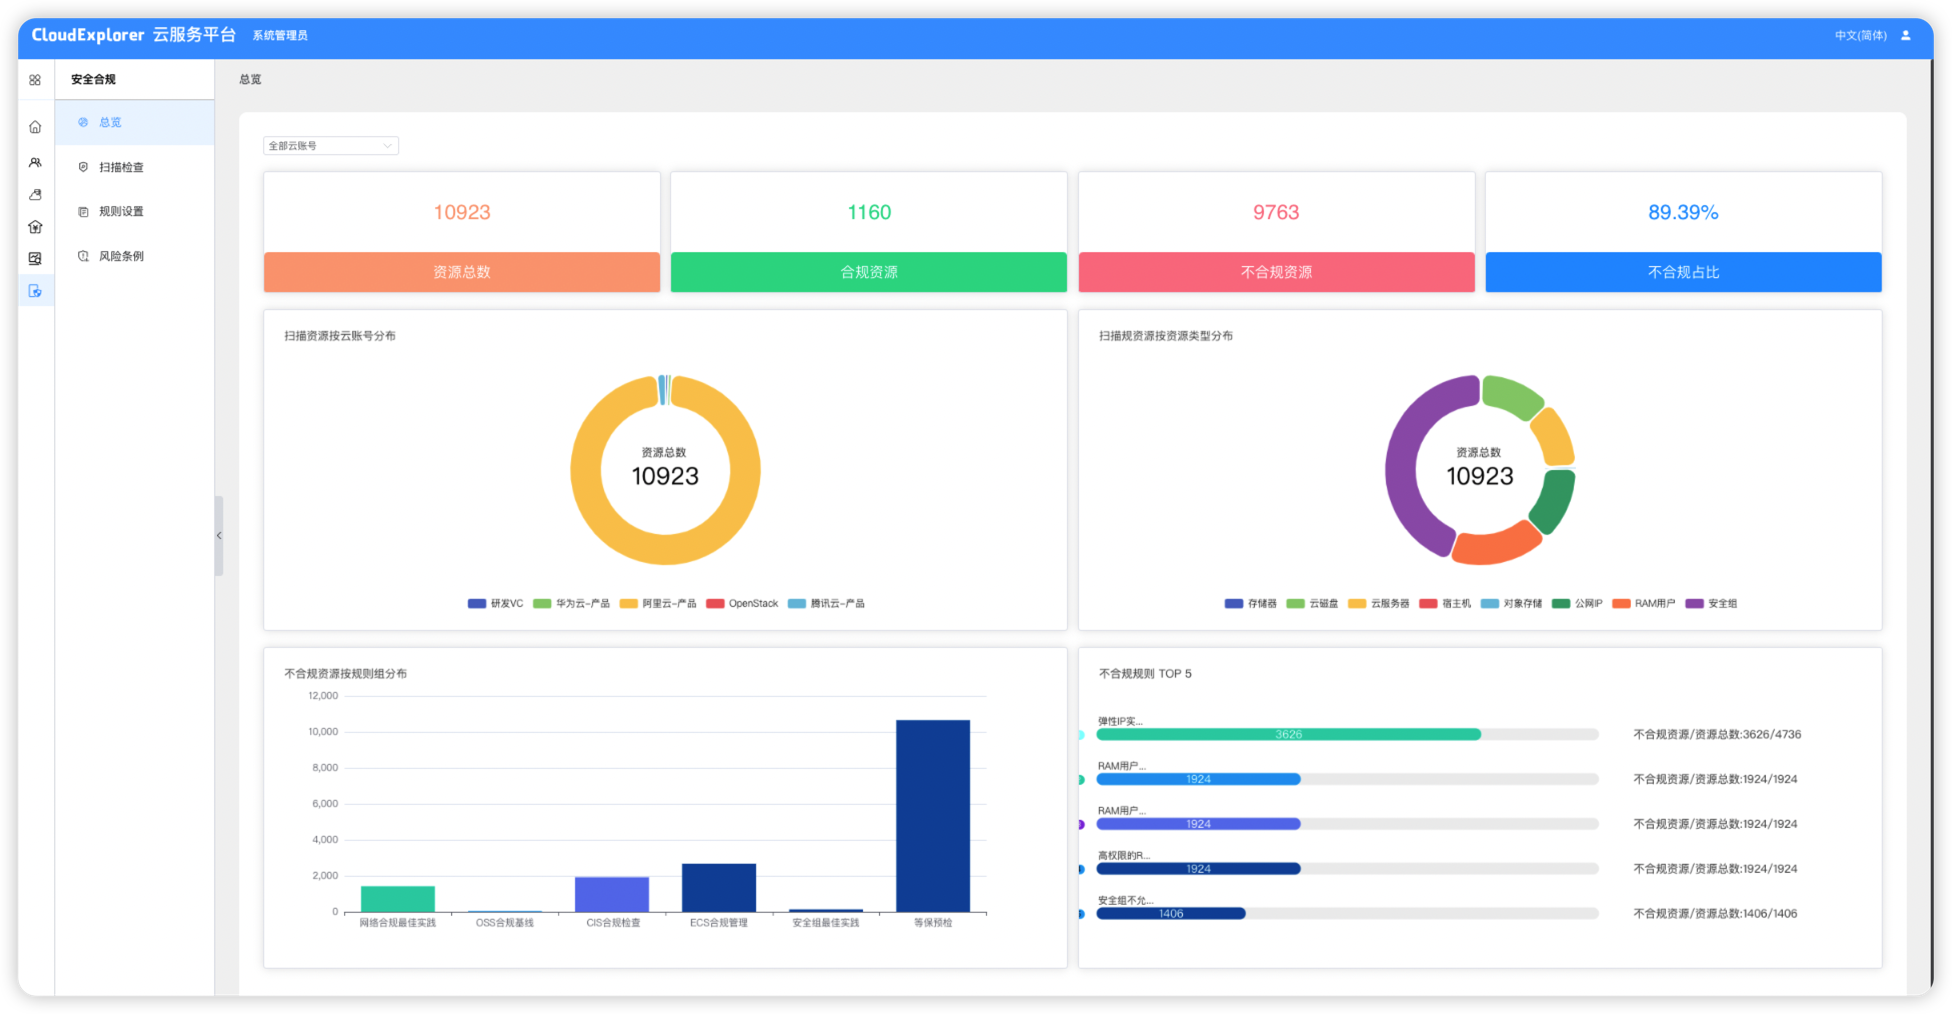 CloudExplorer 云服务平台 系统管理员 中文(简体)
安全合规
总览
扫描检查
规则设置
风险条例
总览
全部云账号
10923
资源总数
1160
合规资源
9763
不合规资源
89.39%
不合规占比
扫描资源按云账号分布
资源总数
10923
研发VC 华为云-产品 阿里云-产品 OpenStack 腾讯云-产品
扫描规资源按资源类型分布
资源总数
10923
存储器 云磁盘 云服务器 宿主机 对象存储 公网IP RAM用户 安全组
不合规资源按规则组分布
12,000
10,000
8,000
6,000
4,000
2,000
0
网络合规最佳实践 OSS合规基线 CIS合规检查 ECS合规管理 安全组最佳实践 等保预检
不合规规则 TOP 5
弹性IP实...
3626 不合规资源/资源总数:3626/4736
RAM用户...
1924 不合规资源/资源总数:1924/1924
RAM用户...
1924 不合规资源/资源总数:1924/1924
高权限的R...
1924 不合规资源/资源总数:1924/1924
安全组不允...
1406 不合规资源/资源总数:1406/1406